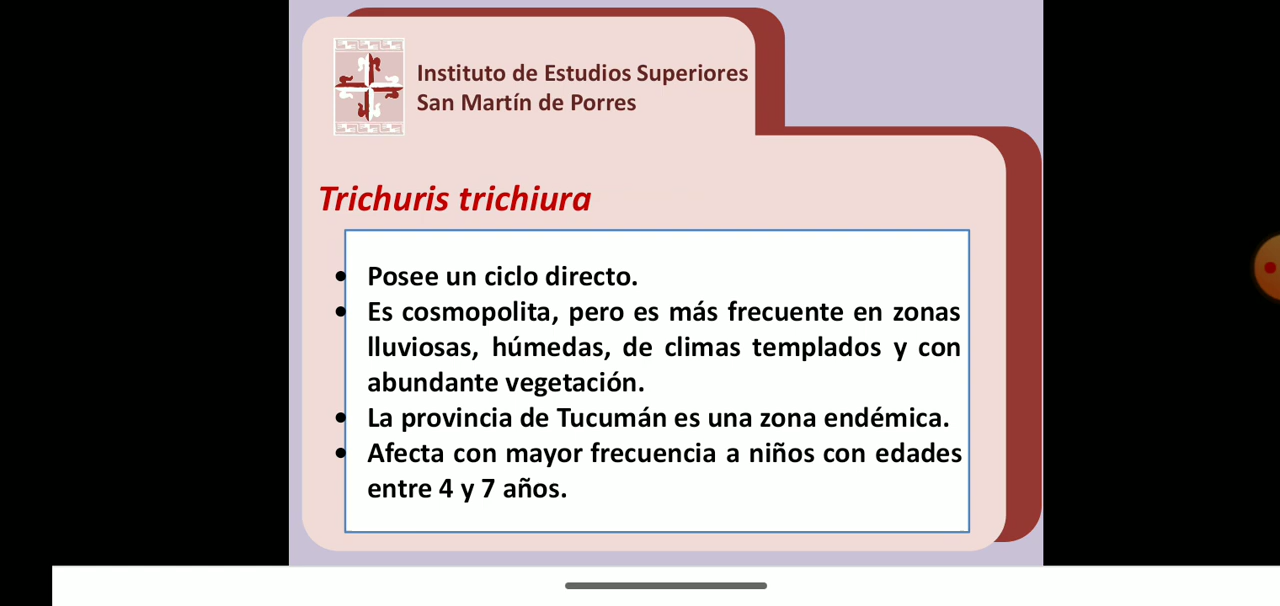 Instituto de Estudios Superiores
San Martín de Porres
Trichuris trichiura
• Posee un ciclo directo.
• Es cosmopolita, pero es más frecuente en zonas
lluviosas, húmedas, de climas templados y con
abundante vegetación.
• La provincia de Tucumán es una zona endémica.
• Afecta con mayor frecuencia a niños con edades
entre 4 y 7 años.